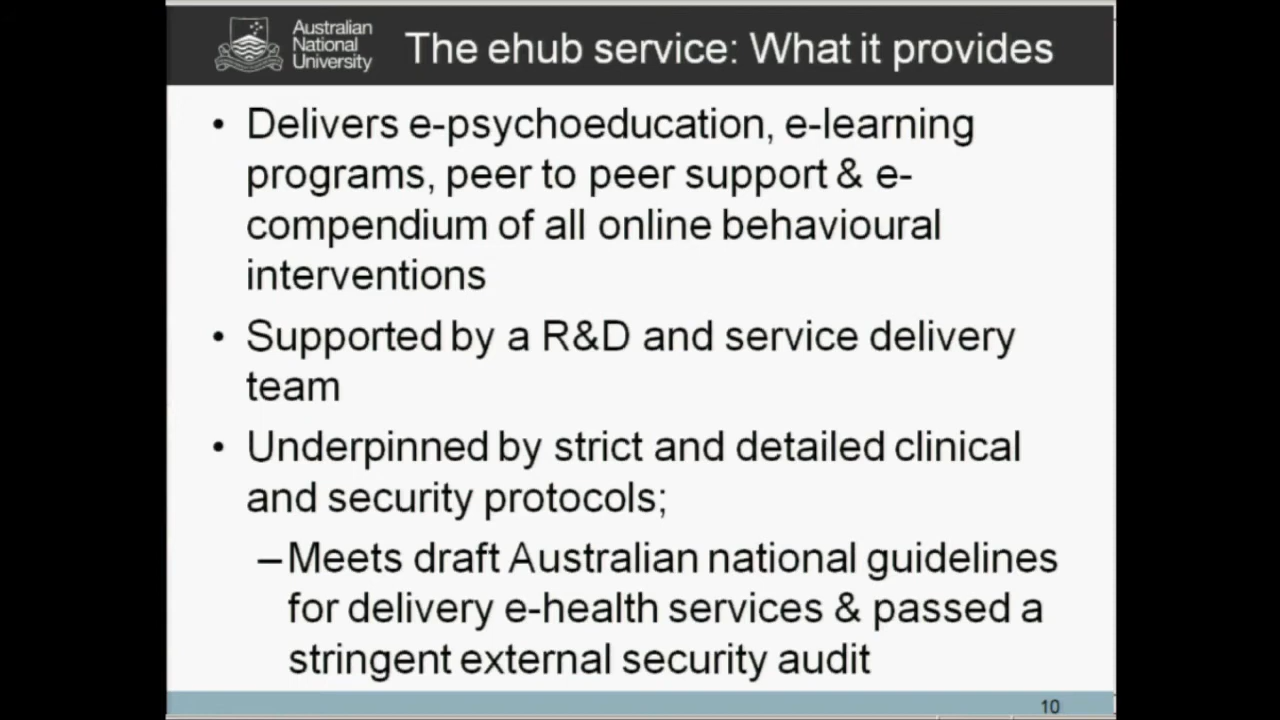 Australian
National
University
The ehub service: What it provides
• Delivers e-psychoeducation, e-learning
programs, peer to peer support & e-
compendium of all online behavioural
interventions
• Supported by a R&D and service delivery
team
• Underpinned by strict and detailed clinical
and security protocols;
–Meets draft Australian national guidelines
for delivery e-health services & passed a
stringent external security audit
10